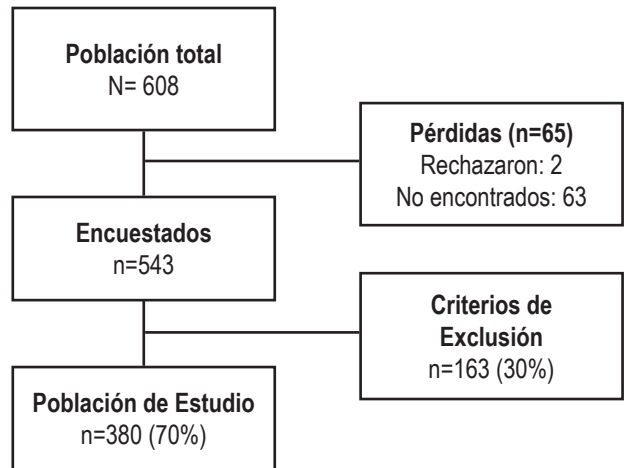 Población total
N= 608
Pérdidas (n=65)
Rechazaron: 2
No encontrados: 63
Encuestados
n=543
Criterios de
Exclusión
n=163 (30%)
Población de Estudio
n=380 (70%)